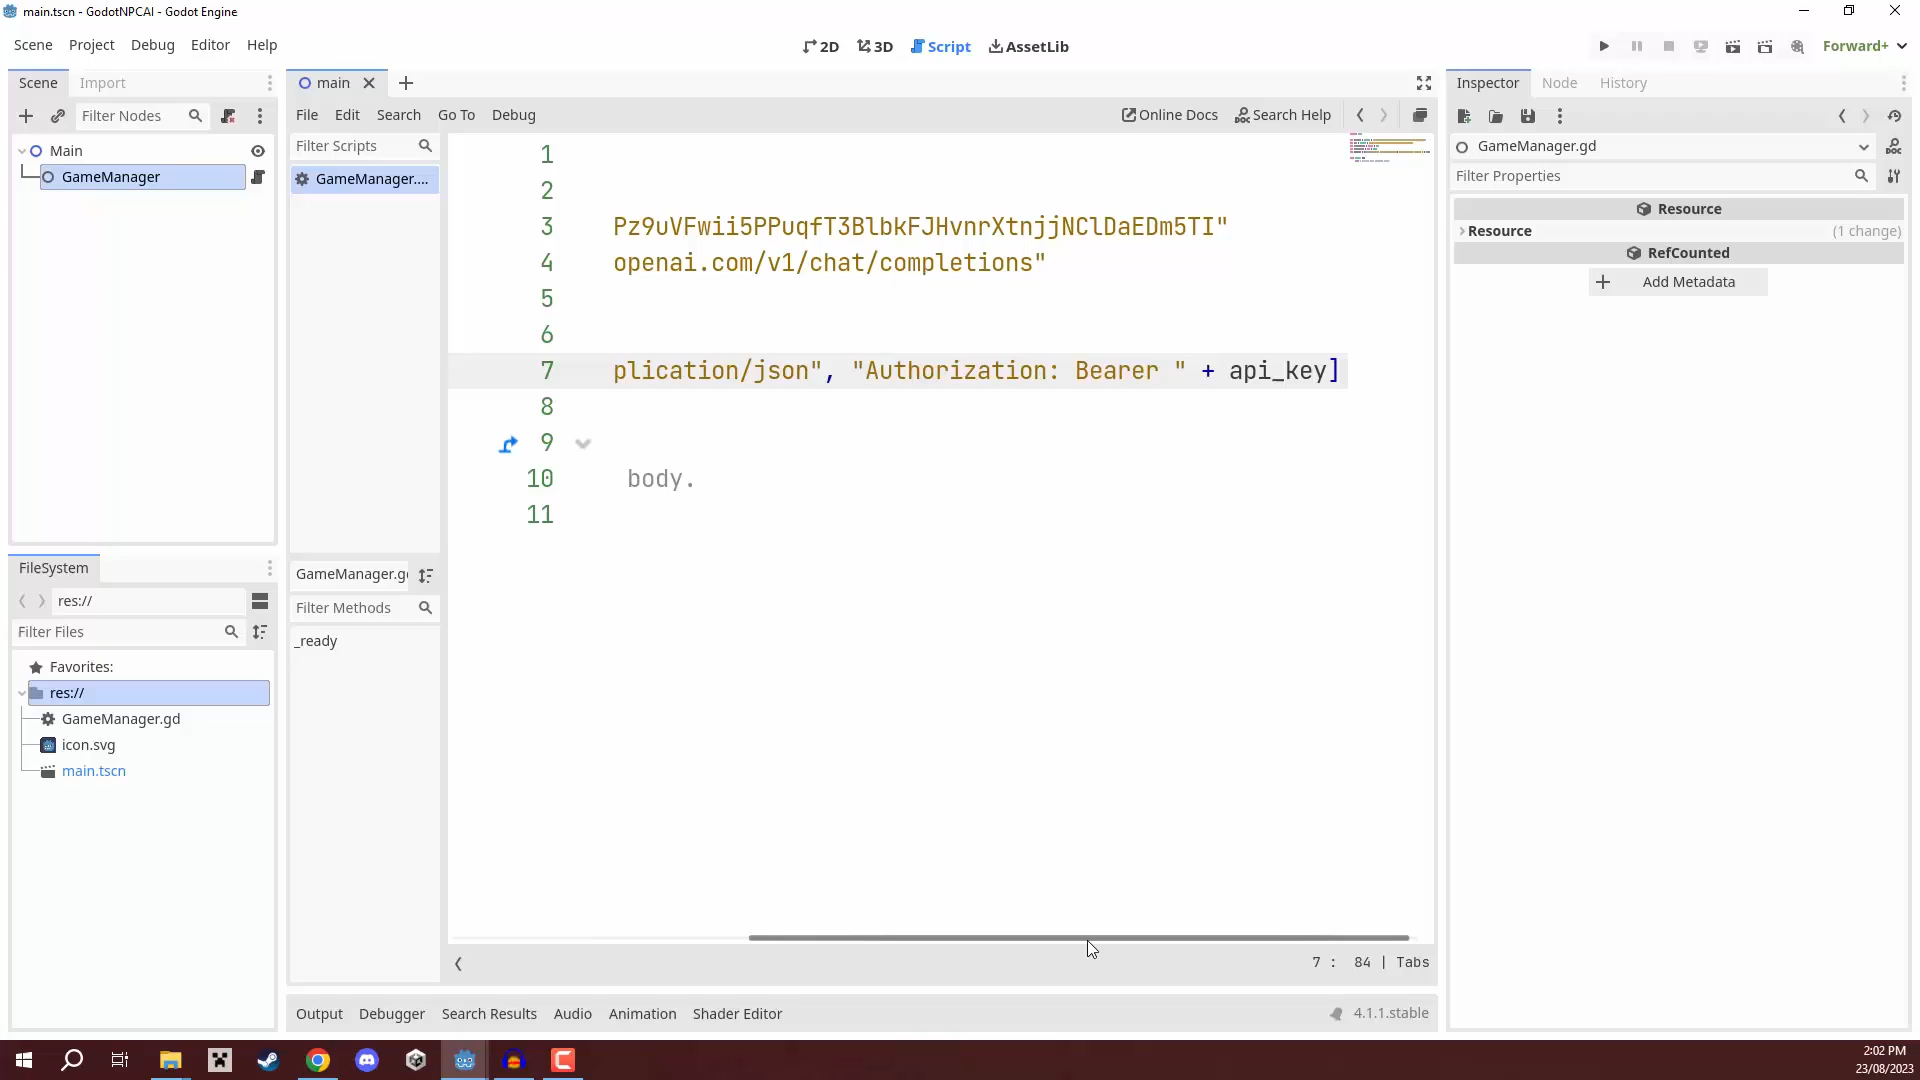 main.tscn - GodotNPCAI - Godot Engine
Scene Project Debug Editor Help
2D 3D Script AssetLib
Forward+
Scene Import
main
Inspector Node History
Filter Nodes
File Edit Search Go To Debug
Online Docs Search Help
Main
GameManager
Filter Scripts
GameManager....
GameManager.gd
Filter Properties
Resource
Resource (1 change)
RefCounted
Add Metadata
1
2
3 Pz9uVFwii5PPuqfT3BlbkFJHvnrXtnjjNClDaEDm5TI"
4 openai.com/v1/chat/completions"
5
6
7 plication/json", "Authorization: Bearer " + api_key]
8
9
10 body.
11
FileSystem
res://
Filter Files
Favorites:
res://
GameManager.gd
icon.svg
main.tscn
GameManager.g
Filter Methods
_ready
7 : 84 | Tabs
Output Debugger Search Results Audio Animation Shader Editor
4.1.1.stable
2:02 PM
23/08/2023